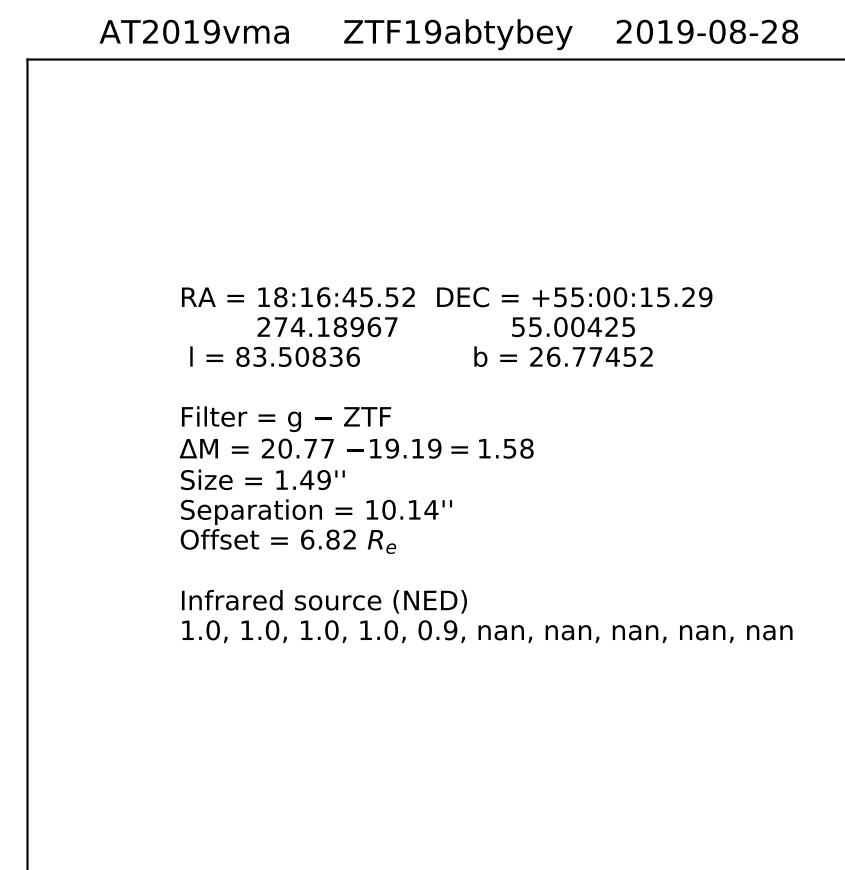 AT2019vma ZTF19abtybey 2019-08-28
RA = 18:16:45.52 DEC = +55:00:15.29
274.18967 55.00425
l = 83.50836 b = 26.77452
Filter = g − ZTF
ΔM = 20.77 −19.19 = 1.58
Size = 1.49''
Separation = 10.14''
Offset = 6.82 Re
Infrared source (NED)
1.0, 1.0, 1.0, 1.0, 0.9, nan, nan, nan, nan, nan